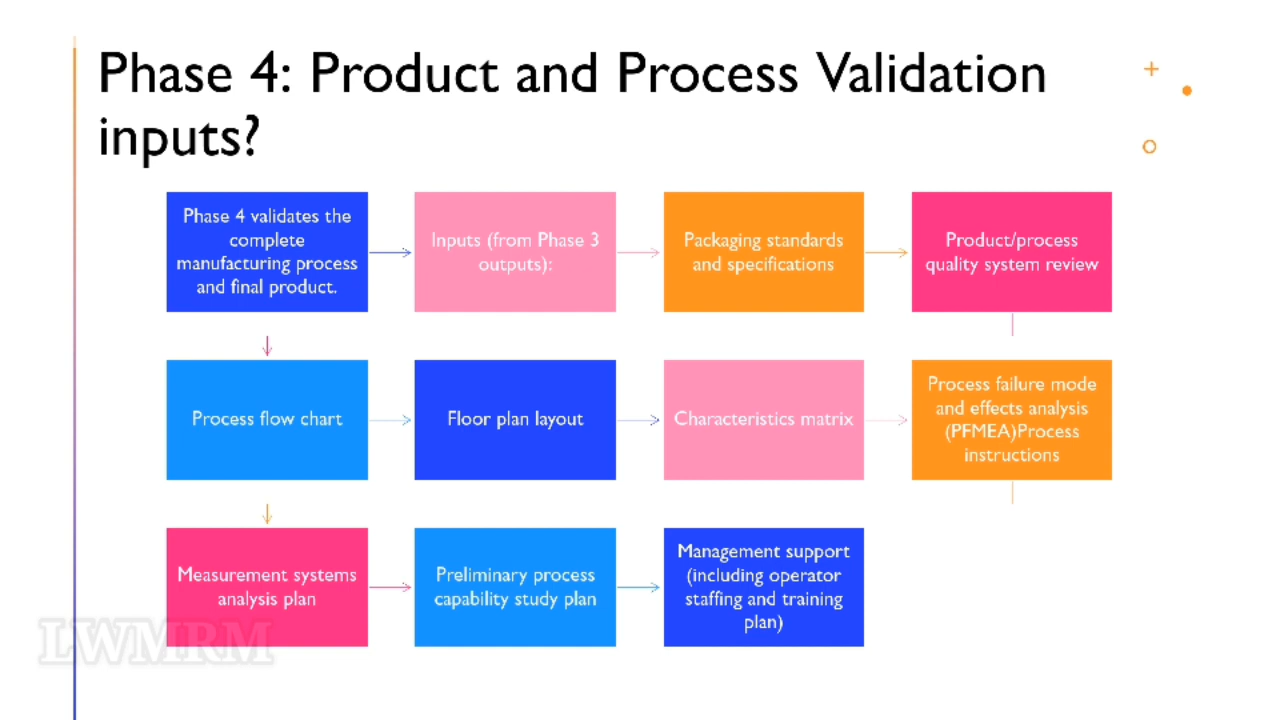 Phase 4: Product and Process Validation
inputs?
Phase 4 validates the
complete
manufacturing process
and final product.
Inputs (from Phase 3
outputs):
Packaging standards
and specifications
Product/process
quality system review
Process flow chart
Floor plan layout
Characteristics matrix
Process failure mode
and effects analysis
(PFMEA)Process
instructions
Measurement systems
analysis plan
Preliminary process
capability study plan
Management support
(including operator
staffing and training
plan)
LWMRM